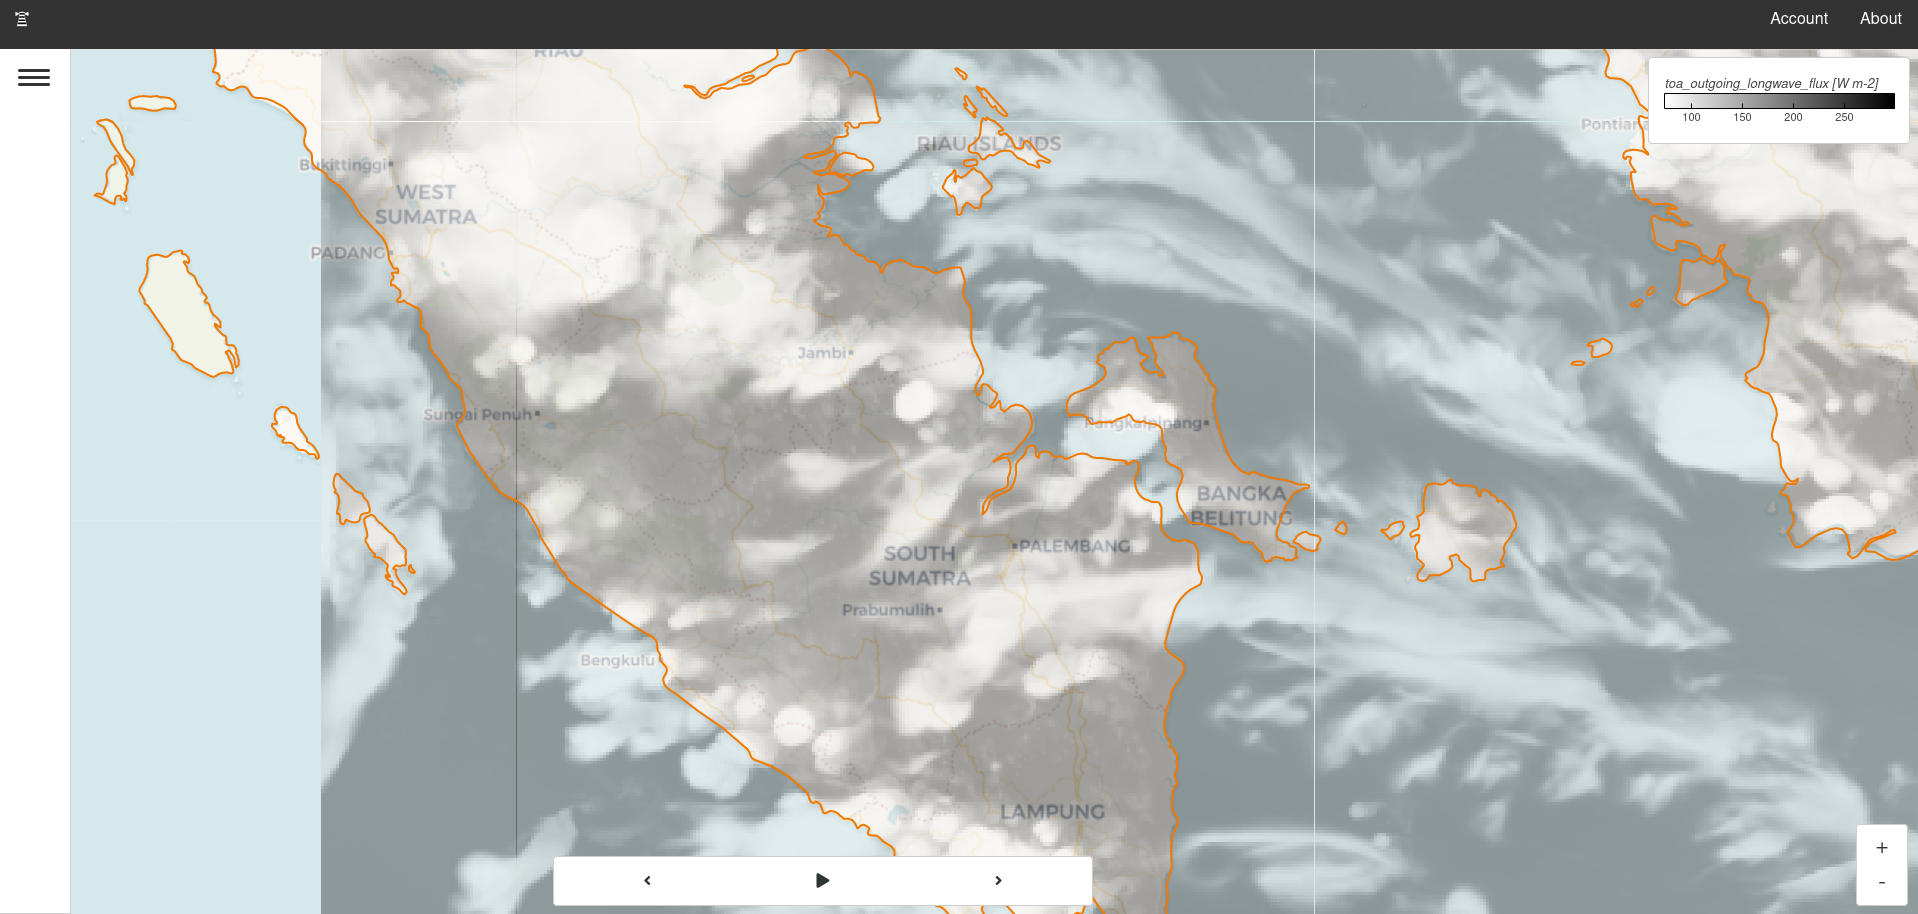 Account About
RIAU
toa_outgoing_longwave_flux [W m-2]
100 150 200 250
RIAU ISLANDS
Bukittinggi
WEST
SUMATRA
PADANG
Jambi
Sungai Penuh
Pangkalpinang
BANGKA
BELITUNG
SOUTH
SUMATRA
PALEMBANG
Prabumulih
Bengkulu
LAMPUNG
+
-